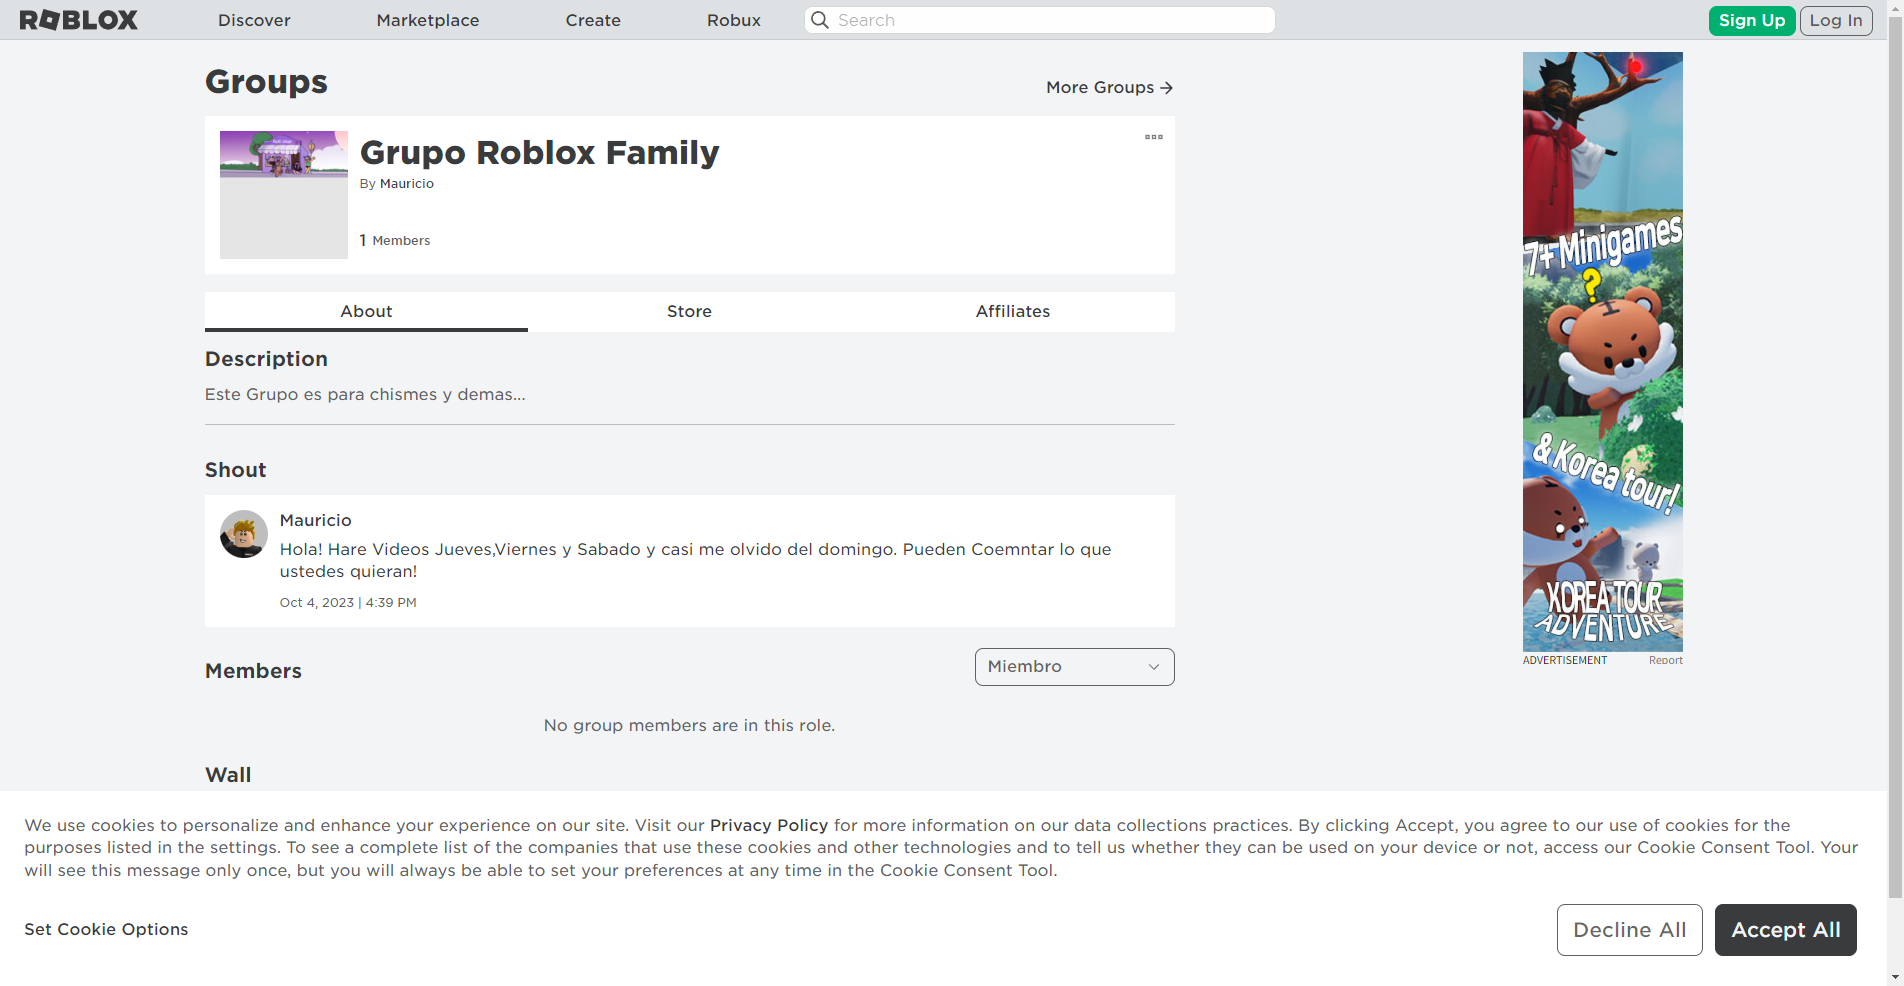 ROBLOX
Discover
Marketplace
Create
Robux
Search
Sign Up
Log In
Groups
More Groups
Grupo Roblox Family
By Mauricio
1 Members
About
Store
Affiliates
Description
Este Grupo es para chismes y demas...
Shout
Mauricio
Hola! Hare Videos Jueves,Viernes y Sabado y casi me olvido del domingo. Pueden Coemntar lo que
ustedes quieran!
Oct 4, 2023 | 4:39 PM
Members
Miembro
No group members are in this role.
Wall
7+ Minigames
?
& Korea tour!
KOREA TOUR
ADVENTURE
ADVERTISEMENT
Report
We use cookies to personalize and enhance your experience on our site. Visit our Privacy Policy for more information on our data collections practices. By clicking Accept, you agree to our use of cookies for the
purposes listed in the settings. To see a complete list of the companies that use these cookies and other technologies and to tell us whether they can be used on your device or not, access our Cookie Consent Tool. Your
will see this message only once, but you will always be able to set your preferences at any time in the Cookie Consent Tool.
Set Cookie Options
Decline All
Accept All